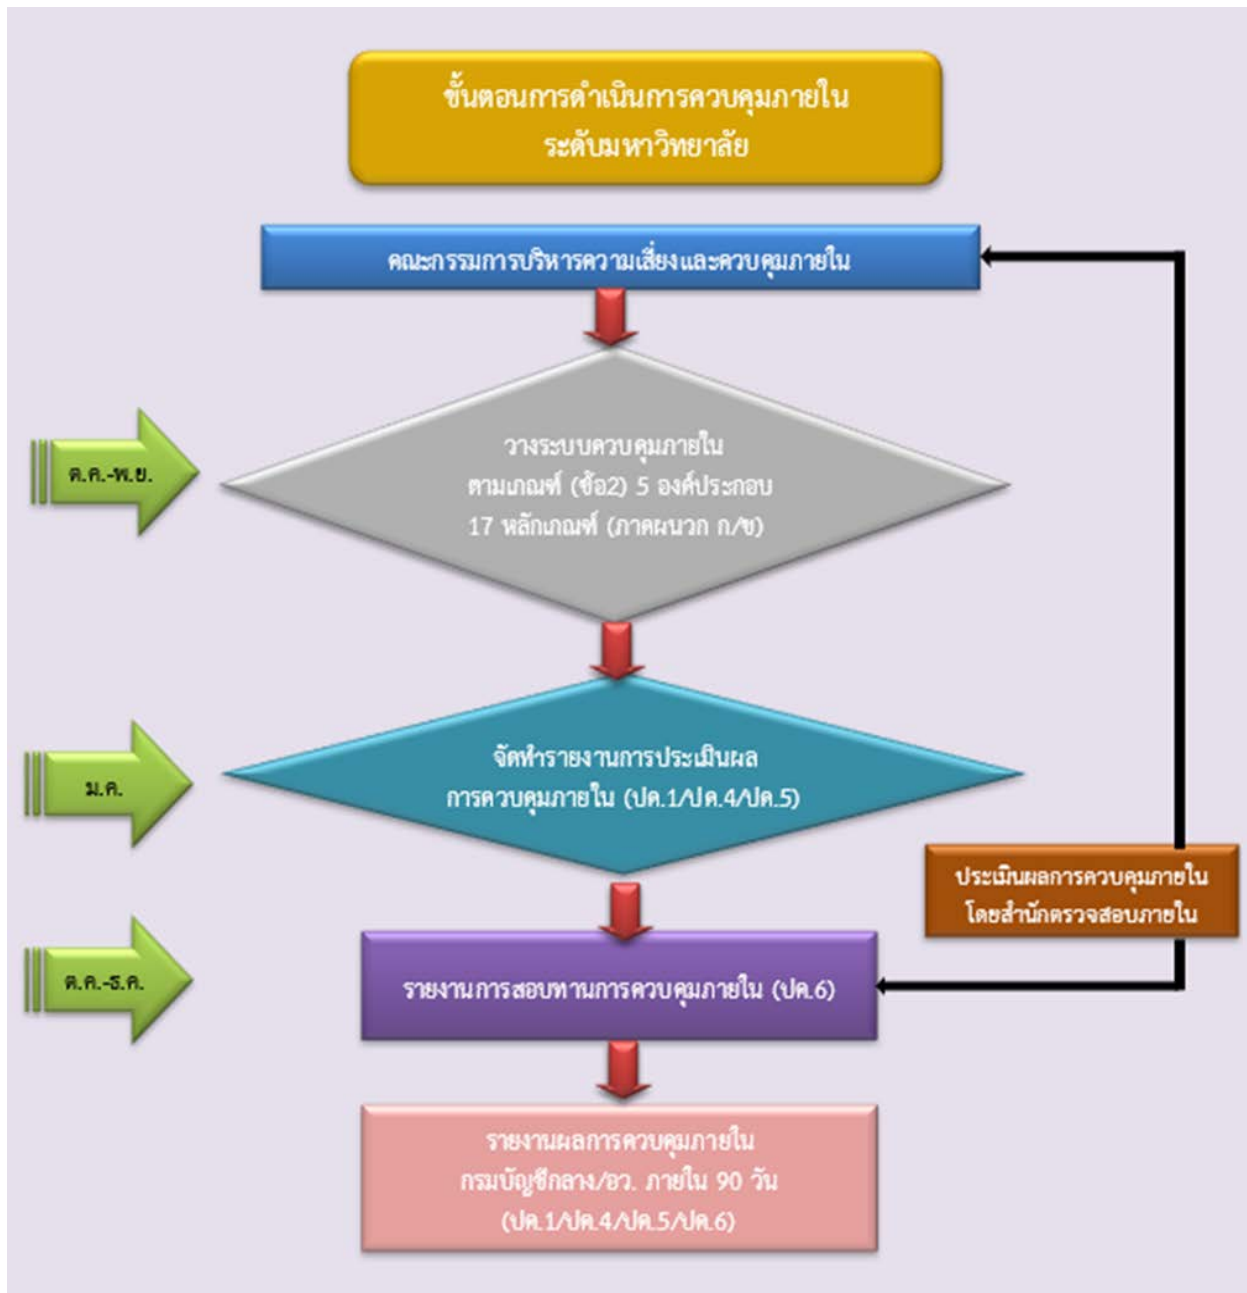 ขั้นตอนการดำเนินการควบคุมภายใน
ระดับมหาวิทยาลัย
คณะกรรมการบริหารความเสี่ยงและควบคุมภายใน
ต.ค.-พ.ย.
วางระบบควบคุมภายใน
ตามเกณฑ์ (ข้อ2) 5 องค์ประกอบ
17 หลักเกณฑ์ (ภาคผนวก ก/ข)
ม.ค.
จัดทำรายงานการประเมินผล
การควบคุมภายใน (ปค.1/ปค.4/ปค.5)
ประเมินผลการควบคุมภายใน
โดยสำนักตรวจสอบภายใน
ต.ค.-ธ.ค.
รายงานการสอบทานการควบคุมภายใน (ปค.6)
รายงานผลการควบคุมภายใน
กรมบัญชีกลาง/อว. ภายใน 90 วัน
(ปค.1/ปค.4/ปค.5/ปค.6)